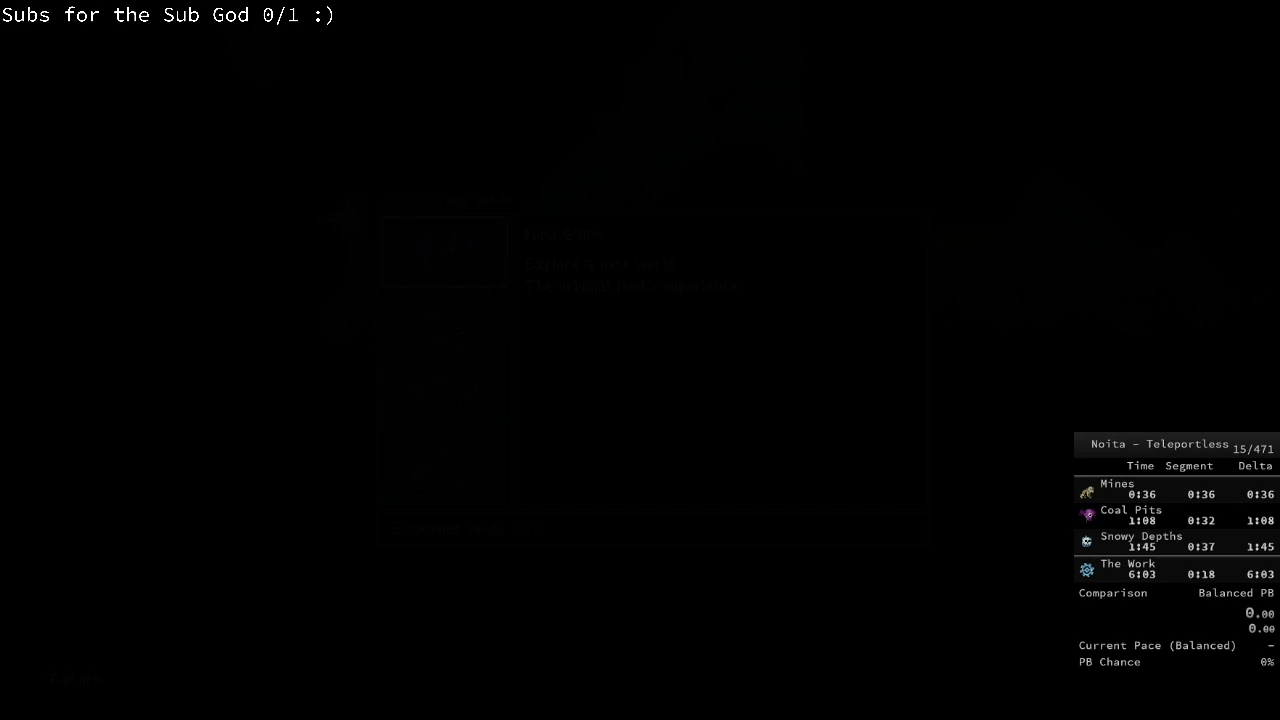 Subs for the Sub God 0/1 :)
New Game
Return
Noita - Teleportless 15/471
Time Segment Delta
Mines
0:36 0:36 0:36
Coal Pits
1:08 0:32 1:08
Snowy Depths
1:45 0:37 1:45
The Work
6:03 0:18 6:03
Comparison Balanced PB
0.00
0.00
Current Pace (Balanced) -
PB Chance 0%